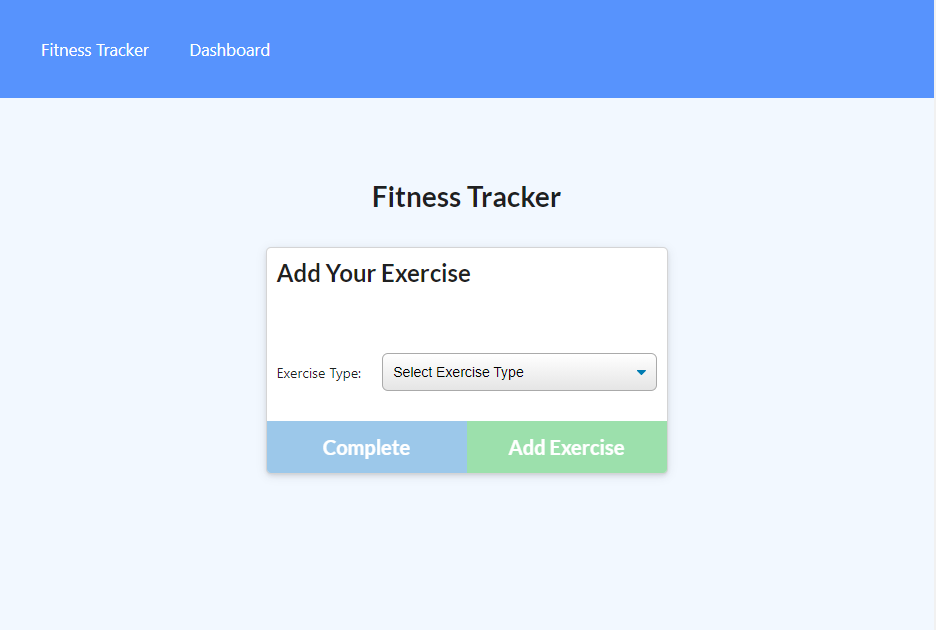 Fitness Tracker Dashboard
Fitness Tracker
Add Your Exercise
Exercise Type: Select Exercise Type
Complete Add Exercise